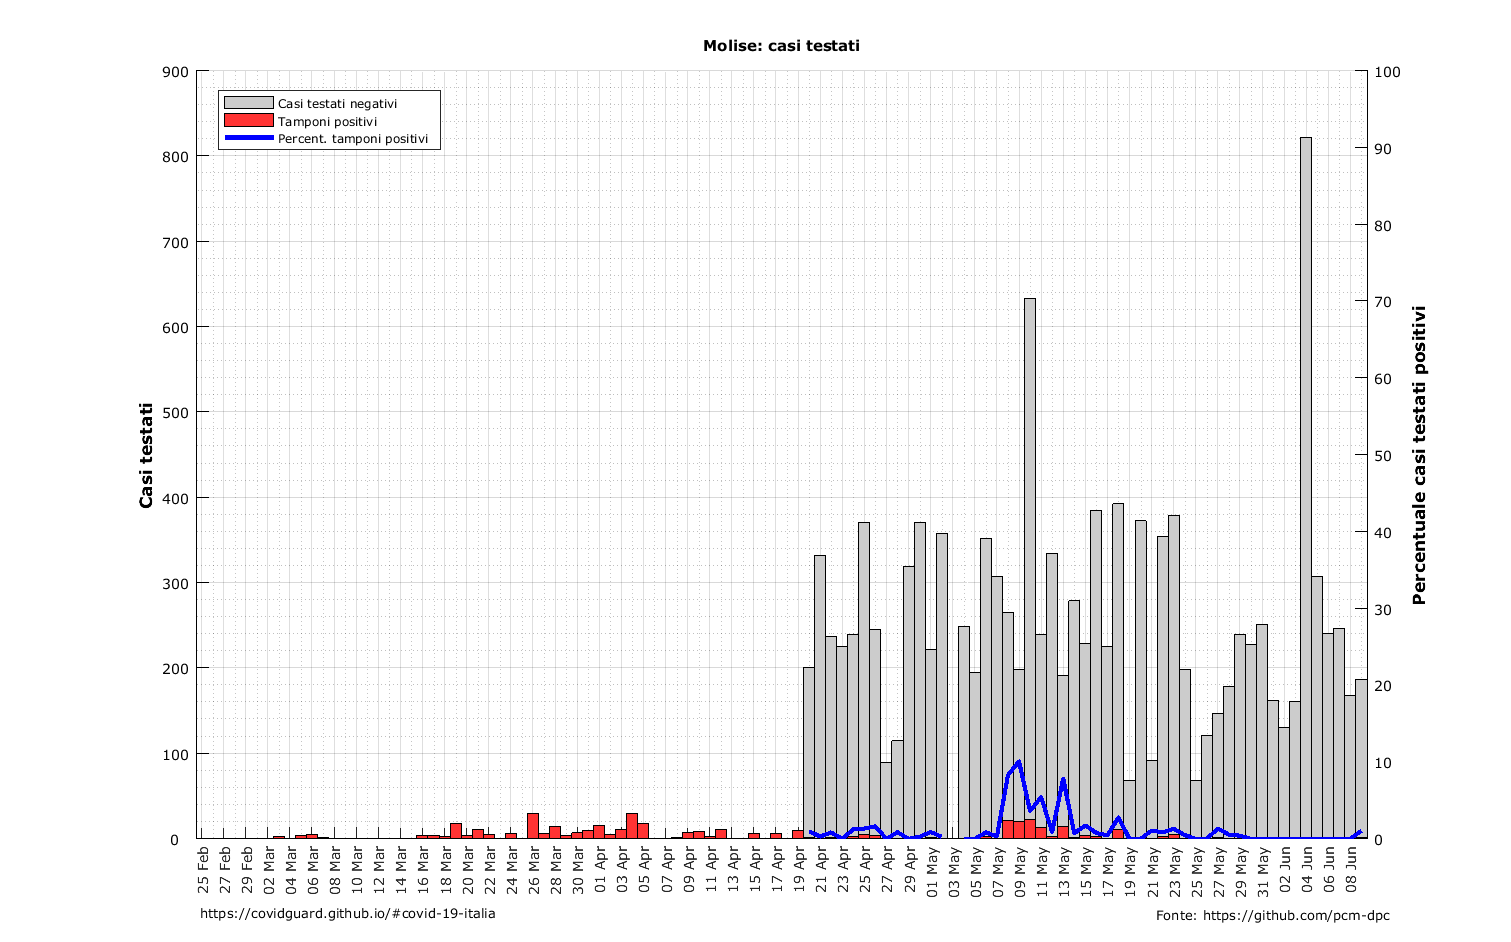 Molise: casi testati
900
800
700
600
500
400
300
200
100
0
Casi testati
Casi testati negativi
Tamponi positivi
Percent. tamponi positivi
100
90
80
70
60
50
40
30
20
10
0
Percentuale casi testati positivi
25 Feb
27 Feb
29 Feb
02 Mar
04 Mar
06 Mar
08 Mar
10 Mar
12 Mar
14 Mar
16 Mar
18 Mar
20 Mar
22 Mar
24 Mar
26 Mar
28 Mar
30 Mar
01 Apr
03 Apr
05 Apr
07 Apr
09 Apr
11 Apr
13 Apr
15 Apr
17 Apr
19 Apr
21 Apr
23 Apr
25 Apr
27 Apr
29 Apr
01 May
03 May
05 May
07 May
09 May
11 May
13 May
15 May
17 May
19 May
21 May
23 May
25 May
27 May
29 May
31 May
02 Jun
04 Jun
06 Jun
08 Jun
https://covidguard.github.io/#covid-19-italia
Fonte: https://github.com/pcm-dpc